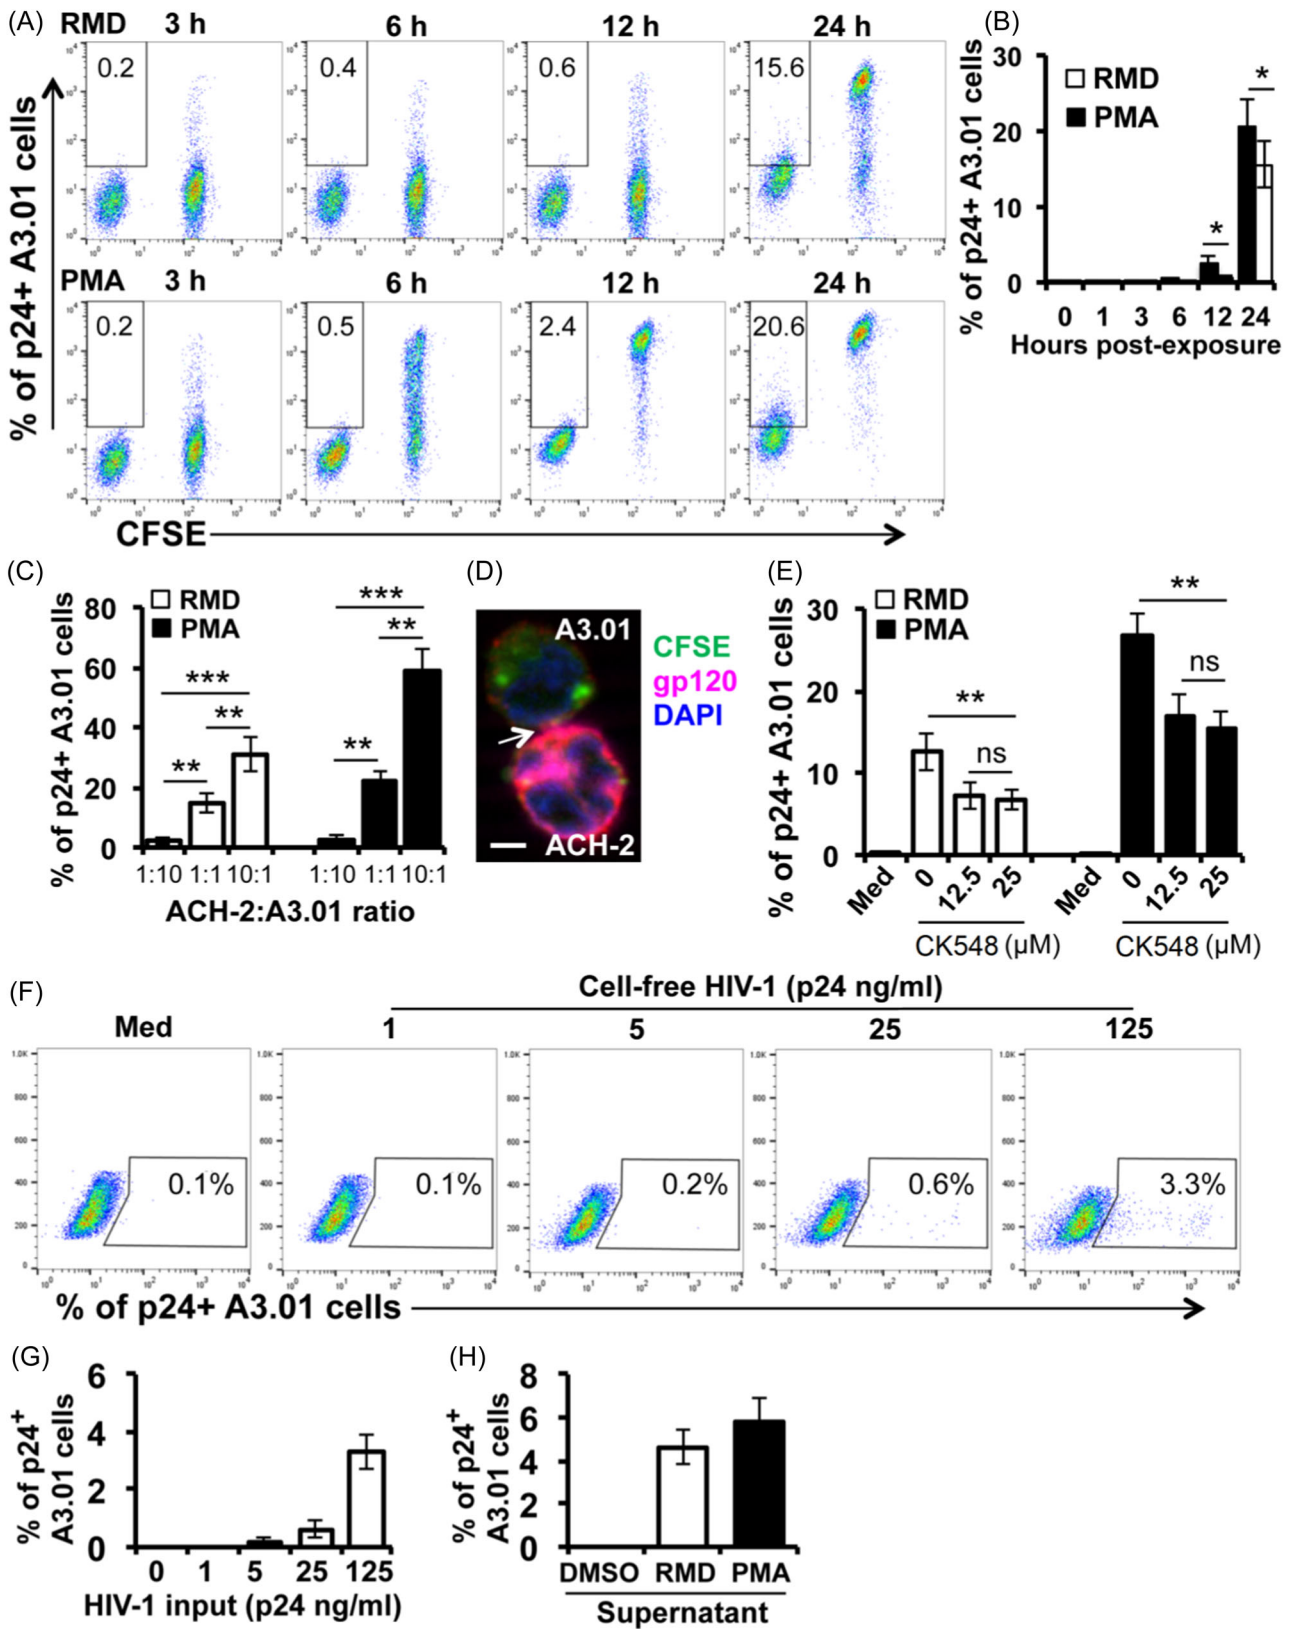 (A) RMD 3 h 6 h 12 h 24 h
0.2 0.4 0.6 15.6
PMA 3 h 6 h 12 h 24 h
0.2 0.5 2.4 20.6
% of p24+ A3.01 cells
CFSE
(B)
% of p24+ A3.01 cells
30
20
10
0
RMD
PMA
*
*
0 1 3 6 12 24
Hours post-exposure
(C)
% of p24+ A3.01 cells
80
60
40
20
0
RMD
PMA
***
**
**
***
**
**
1:10 1:1 10:1 1:10 1:1 10:1
ACH-2:A3.01 ratio
(D)
A3.01
ACH-2
CFSE
gp120
DAPI
(E)
% of p24+ A3.01 cells
30
20
10
0
RMD
PMA
**
ns
**
ns
Med 0 12.5 25 Med 0 12.5 25
CK548 (µM) CK548 (µM)
(F)
Cell-free HIV-1 (p24 ng/ml)
Med 1 5 25 125
0.1% 0.1% 0.2% 0.6% 3.3%
% of p24+ A3.01 cells
(G)
% of p24+
A3.01 cells
6
4
2
0
0 1 5 25 125
HIV-1 input (p24 ng/ml)
(H)
% of p24+
A3.01 cells
8
6
4
2
0
DMSO RMD PMA
Supernatant